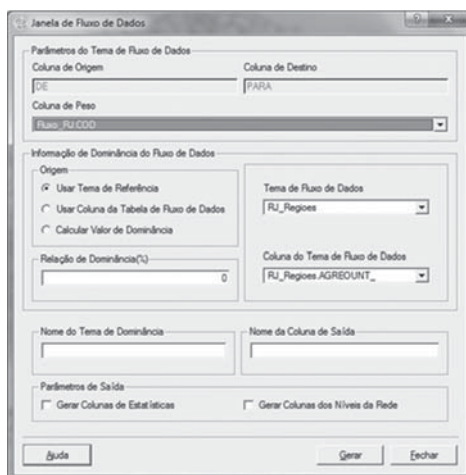 Janela de Fluxo de Dados
Parâmetros do Tema de Fluxo de Dados
Coluna de Origem
Coluna de Destino
DE
PARA
Coluna de Peso
Fluxo_RJ.COD
Informação de Dominância do Fluxo de Dados
Origem
Usar Tema de Referência
Usar Coluna da Tabela de Fluxo de Dados
Calcular Valor de Dominância
Tema de Fluxo de Dados
RJ_Regioes
Relação de Dominância(%)
0
Coluna do Tema de Fluxo de Dados
RJ_Regioes.AGREOUNT_
Nome do Tema de Dominância
Nome da Coluna de Saída
Parâmetros de Saída
Gerar Colunas de Estatísticas
Gerar Colunas dos Níveis da Rede
Ajuda
Gerar
Fechar